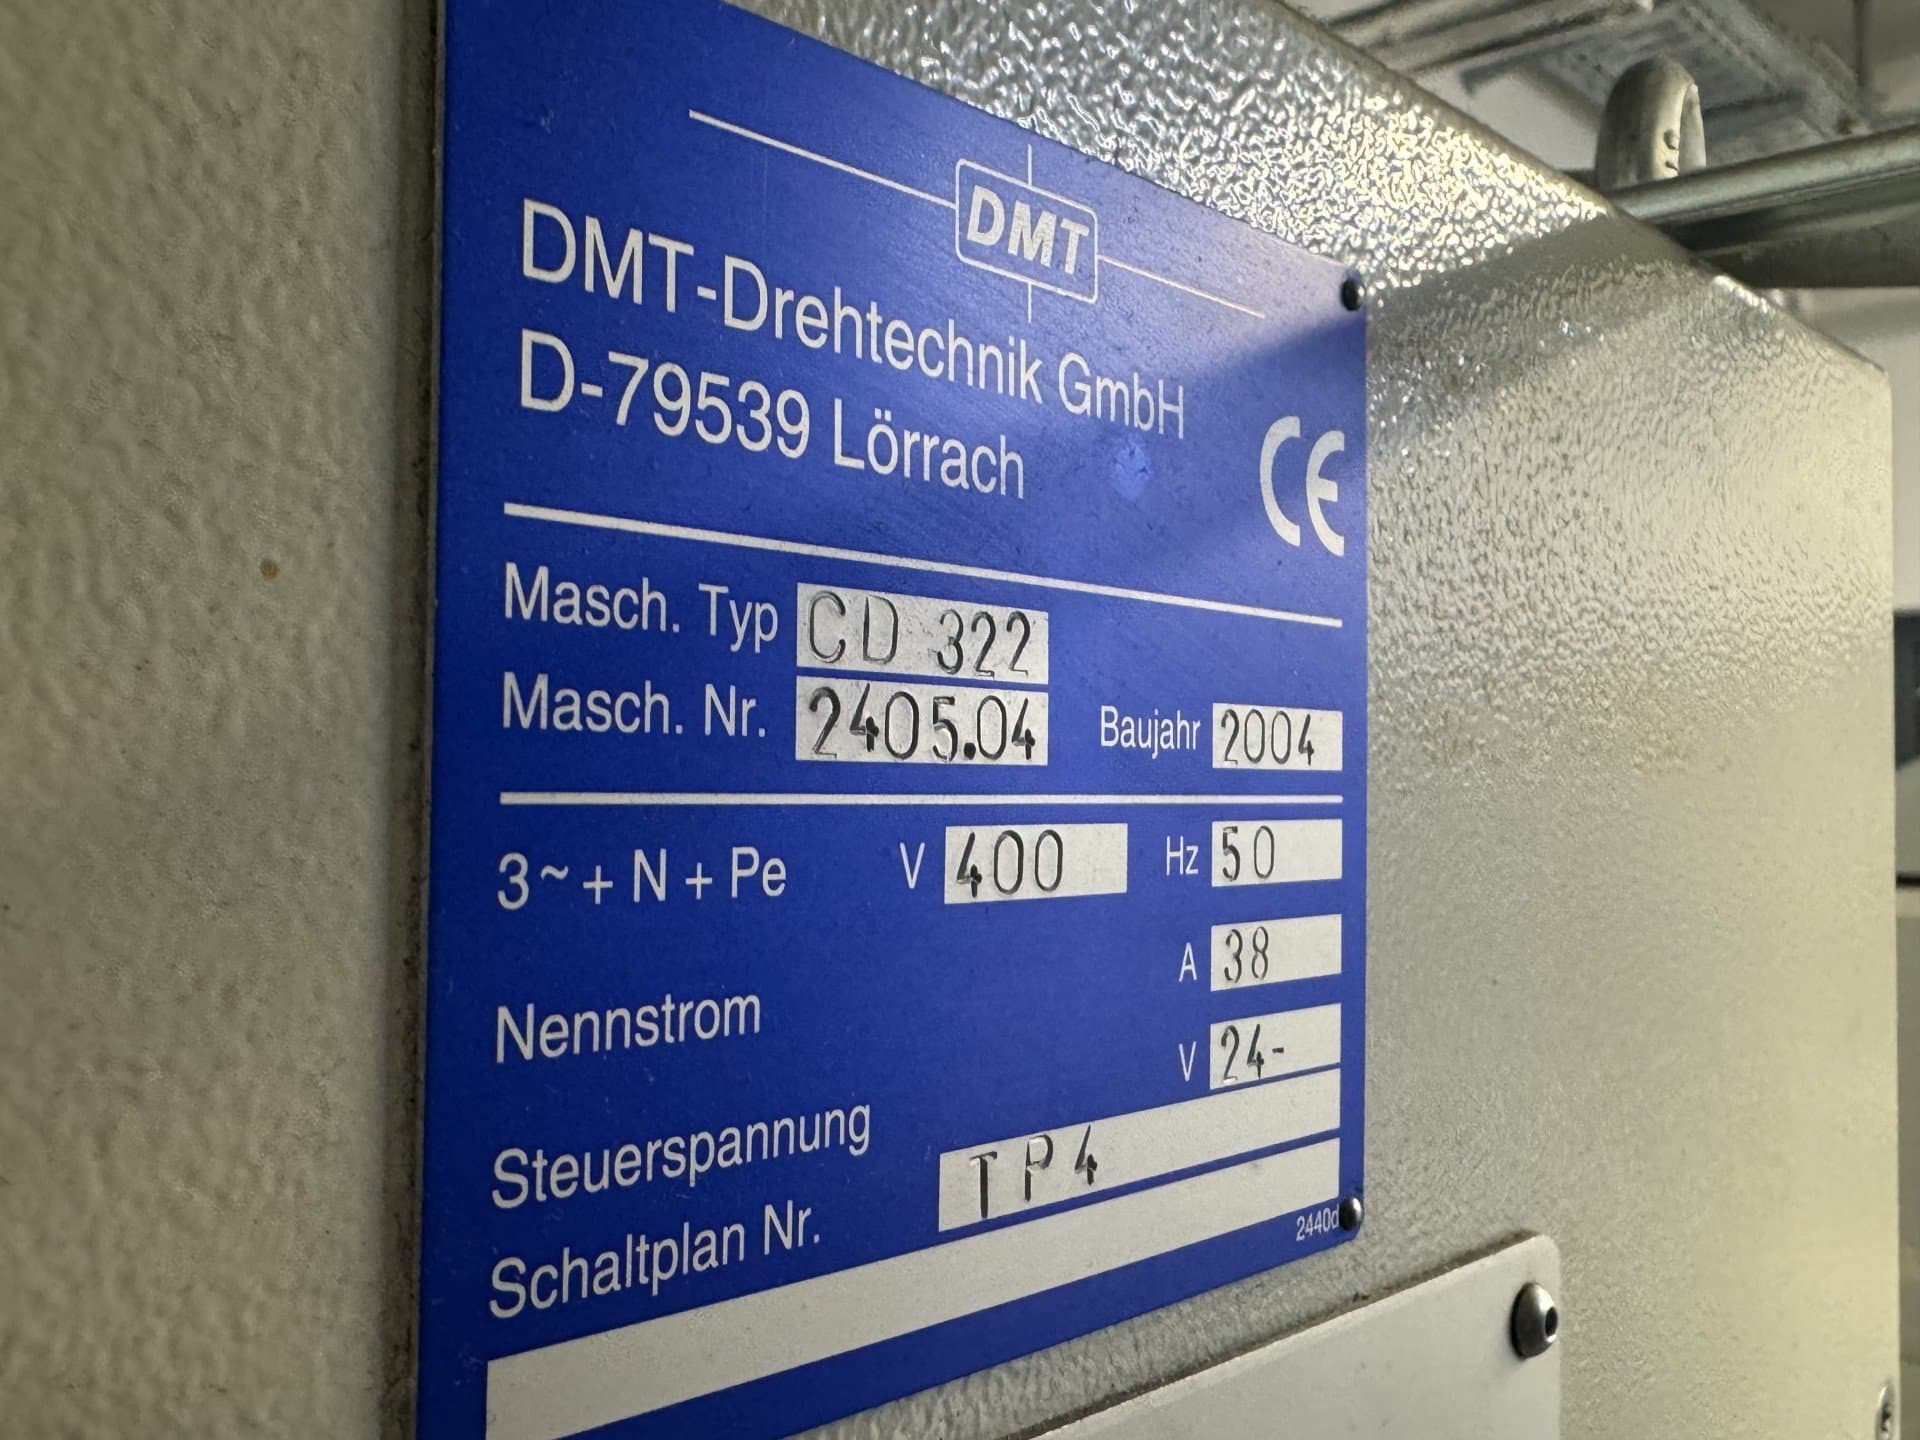 DMT
DMT-Drehtechnik GmbH
D-79539 Lörrach
CE
Masch. Typ CD 322
Masch. Nr. 2405.04 Baujahr 2004
3~ + N + Pe V 400 Hz 50
Nennstrom A 38
Steuerspannung V 24-
Schaltplan Nr. TP4
2440d